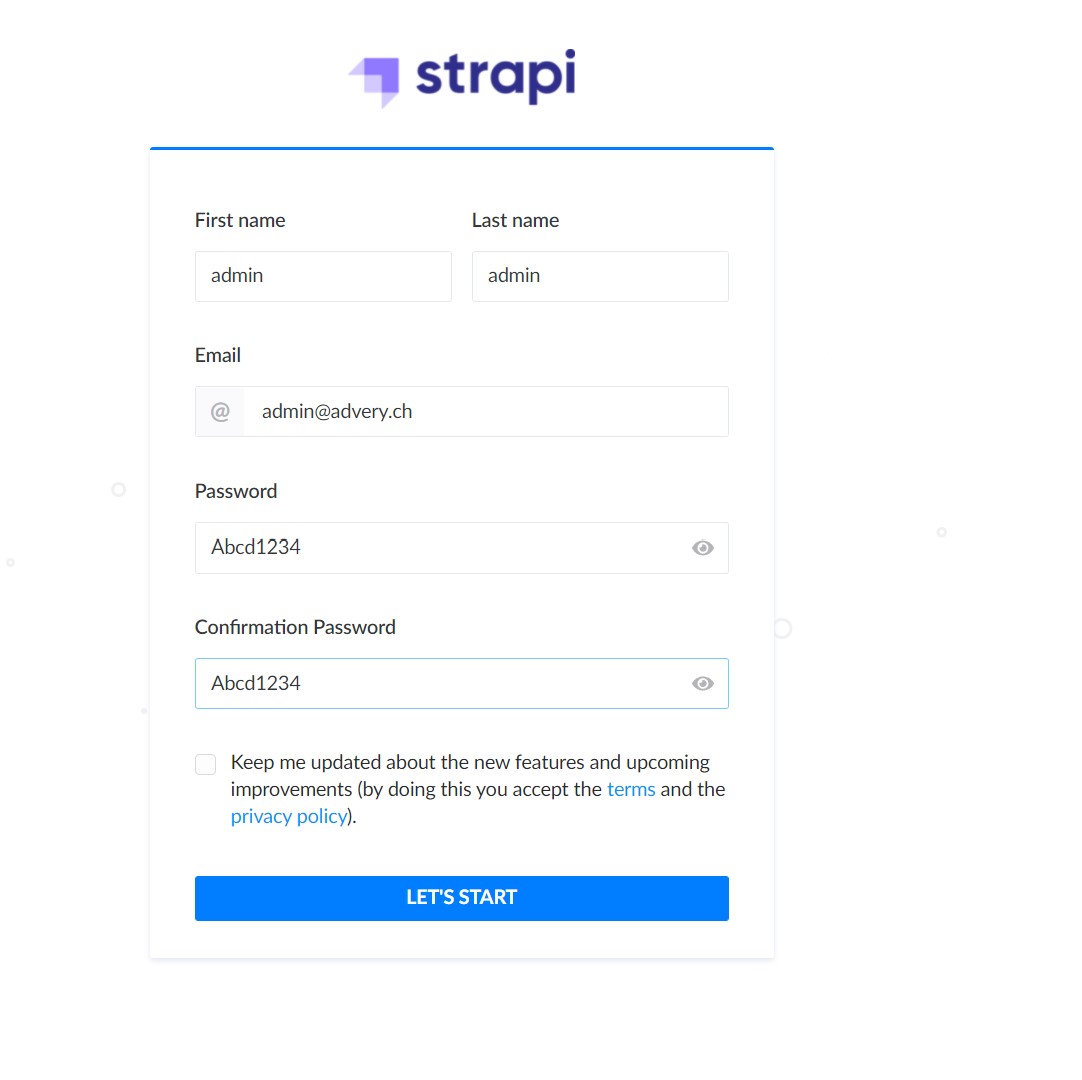 strapi
First name
Last name
admin
admin
Email
@ admin@advery.ch
Password
Abcd1234
Confirmation Password
Abcd1234
Keep me updated about the new features and upcoming
improvements (by doing this you accept the terms and the
privacy policy).
LET'S START